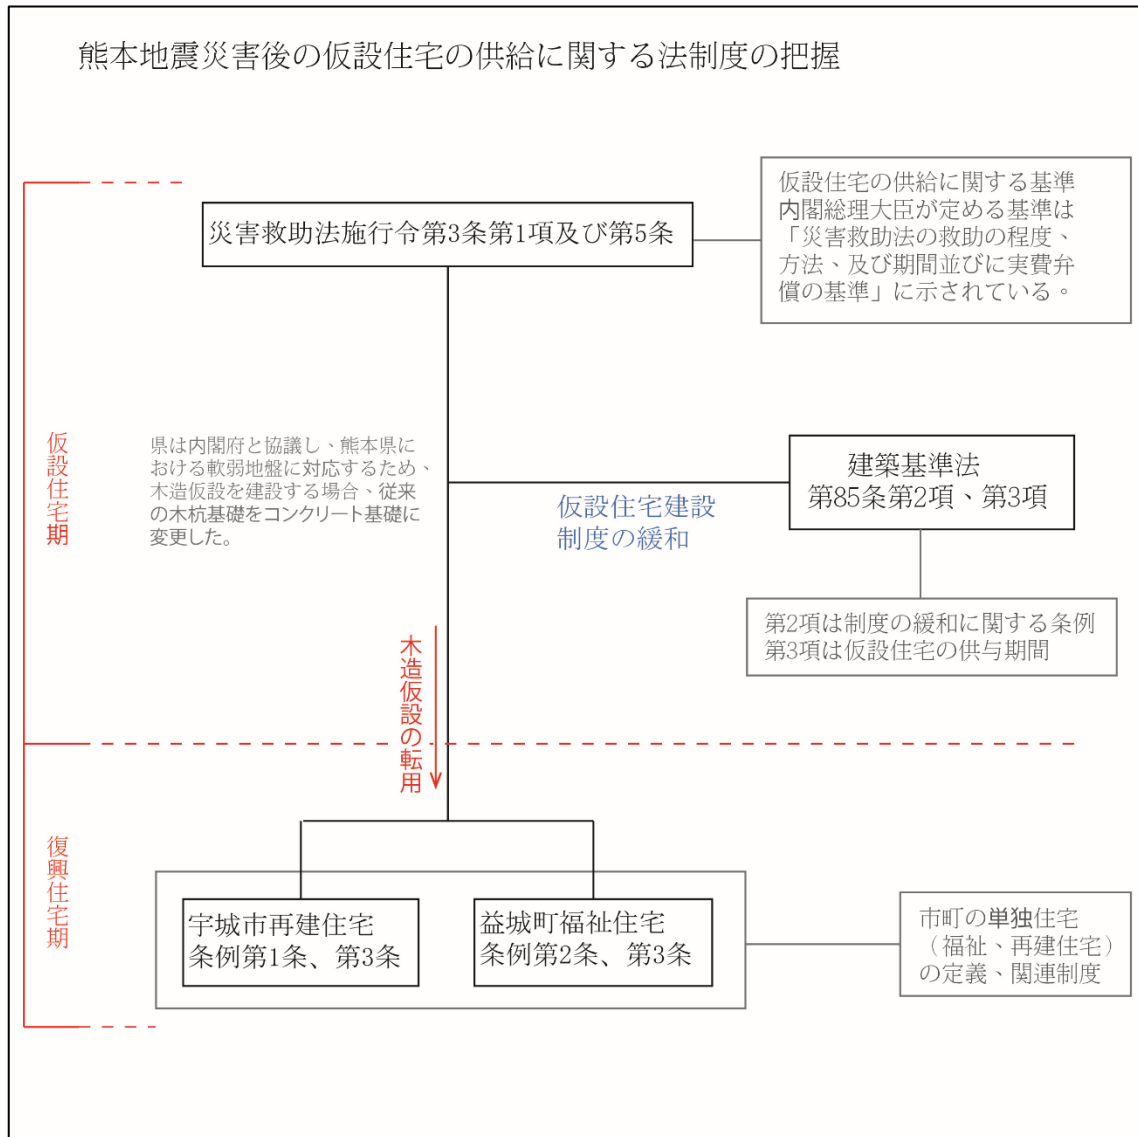 熊本地震災害後の仮設住宅の供給に関する法制度の把握
仮設住宅の供給に関する基準
内閣総理大臣が定める基準は
「災害救助法の救助の程度、
方法、及び期間並びに実費弁
償の基準」に示されている。
災害救助法施行令第3条第1項及び第5条
仮設住宅期
県は内閣府と協議し、熊本県に
おける軟弱地盤に対応するため、
木造仮設を建設する場合、従来
の木杭基礎をコンクリート基礎に
変更した。
仮設住宅建設
制度の緩和
建築基準法
第85条第2項、第3項
第2項は制度の緩和に関する条例
第3項は仮設住宅の供与期間
木造仮設の転用
復興住宅期
宇城市再建住宅
条例第1条、第3条
益城町福祉住宅
条例第2条、第3条
市町の単独住宅
（福祉、再建住宅）
の定義、関連制度